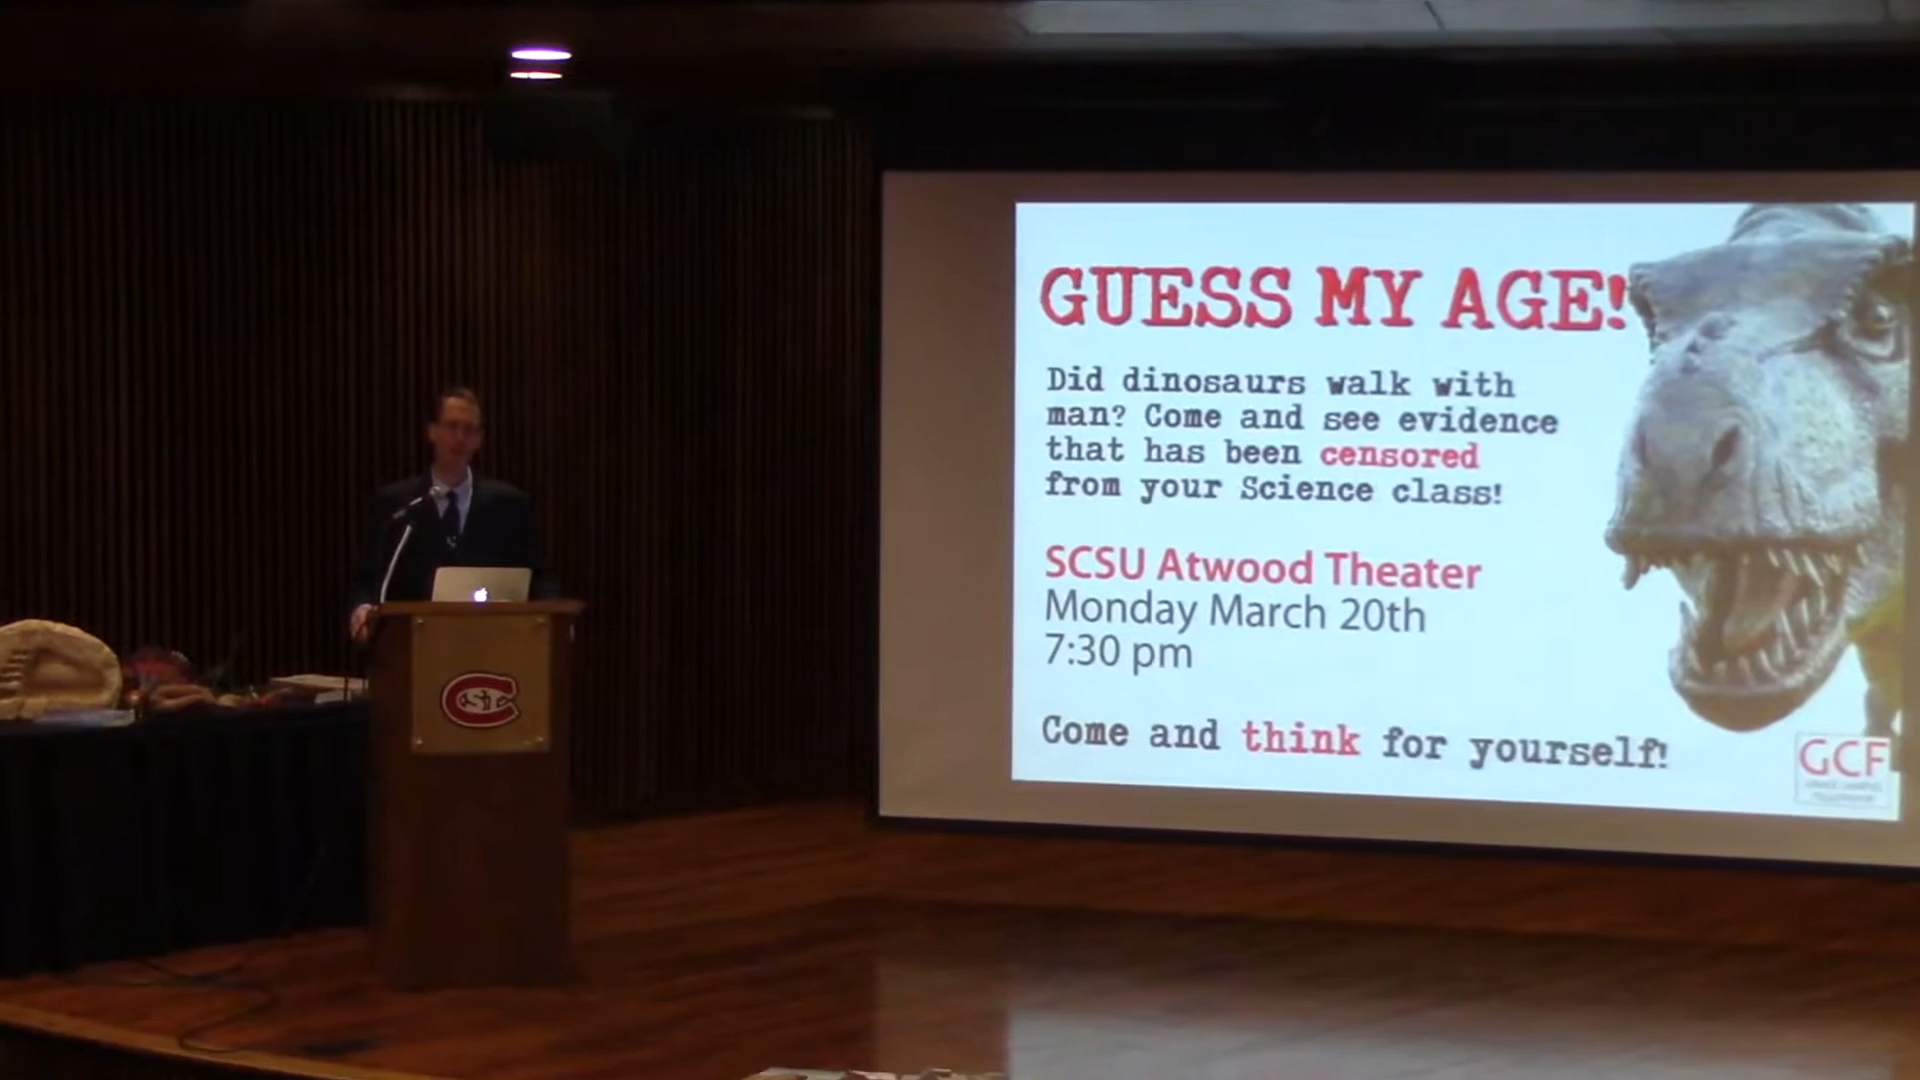 GUESS MY AGE!
Did dinosaurs walk with
man? Come and see evidence
that has been censored
from your Science class!
SCSU Atwood Theater
Monday March 20th
7:30 pm
Come and think for yourself!
GCF